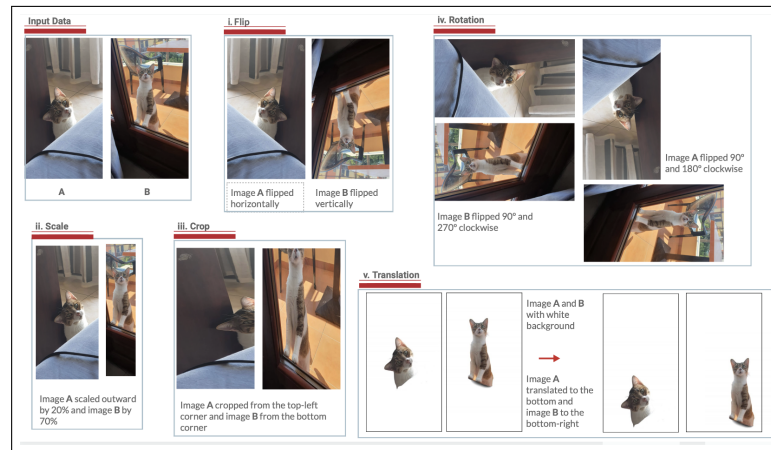 Input Data
A
B
i. Flip
Image A flipped
horizontally
Image B flipped
vertically
iv. Rotation
Image A flipped 90°
and 180° clockwise
Image B flipped 90° and
270° clockwise
ii. Scale
Image A scaled outward
by 20% and image B by
70%
iii. Crop
Image A cropped from the top-left
corner and image B from the bottom
corner
v. Translation
Image A and B
with white
background
Image A
translated to the
bottom and
image B to the
bottom-right